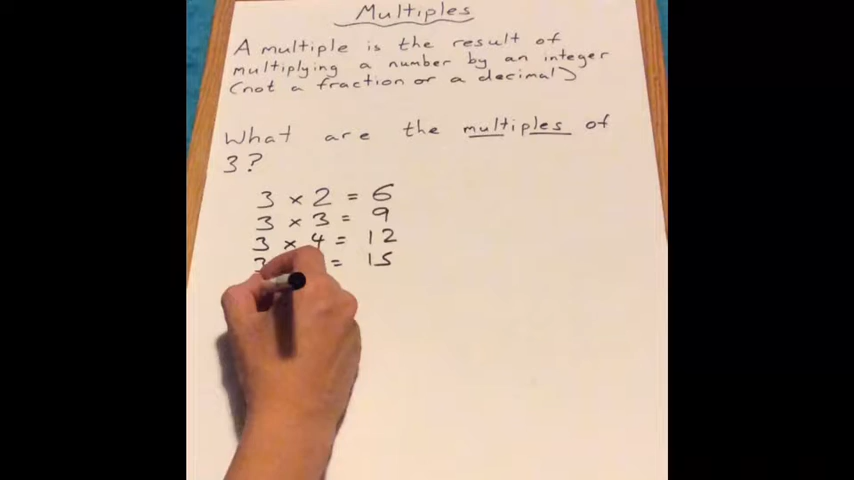 Multiples
A multiple is the result of
multiplying a number by an integer
(not a fraction or a decimal)
What are the multiples of
3?
3 × 2 = 6
3 × 3 = 9
3 × 4 = 12
3 = 15